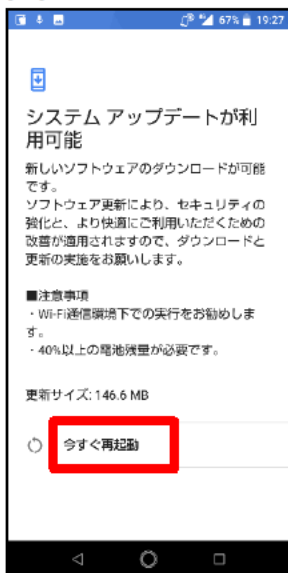 67% 19:27
システム アップデートが利
用可能
新しいソフトウェアのダウンロードが可能
です。
ソフトウェア更新により、セキュリティの
強化と、より快適にご利用いただくための
改善が適用されますので、ダウンロードと
更新の実施をお願いします。
■注意事項
・Wi-Fi通信環境下での実行をお勧めしま
す。
・40%以上の電池残量が必要です。
更新サイズ: 146.6 MB
今すぐ再起動